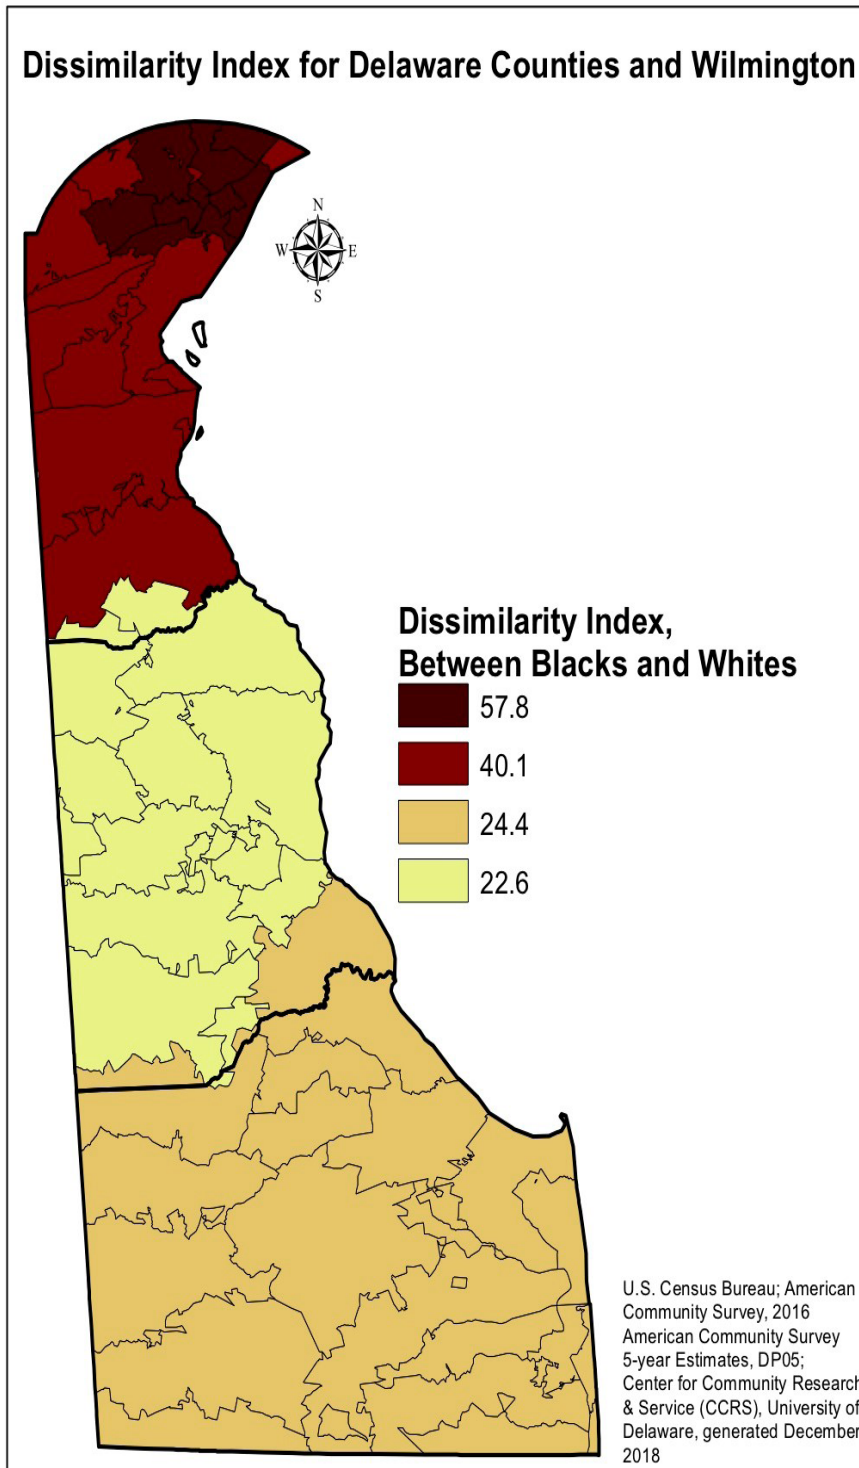 Dissimilarity Index for Delaware Counties and Wilmington
N
W E
S
Dissimilarity Index,
Between Blacks and Whites
57.8
40.1
24.4
22.6
U.S. Census Bureau; American
Community Survey, 2016
American Community Survey
5-year Estimates, DP05;
Center for Community Research
& Service (CCRS), University of
Delaware, generated December
2018